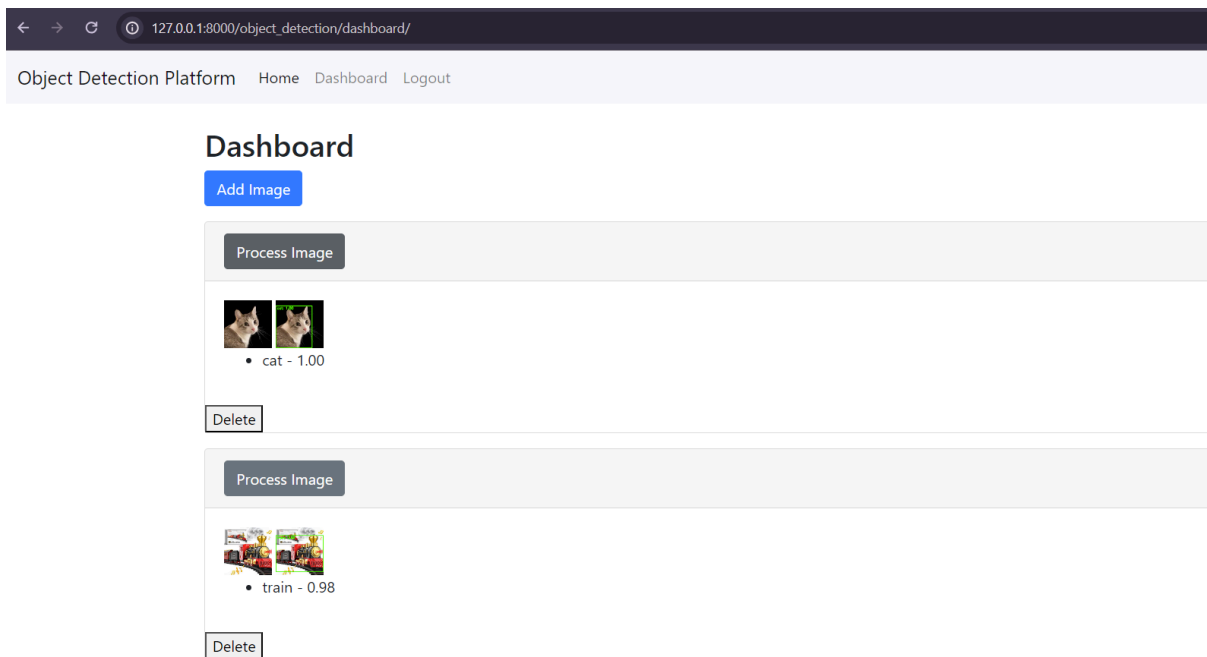 127.0.0.1:8000/object_detection/dashboard/
Object Detection Platform Home Dashboard Logout
Dashboard
Add Image
Process Image
cat - 1.00
Delete
Process Image
train - 0.98
Delete